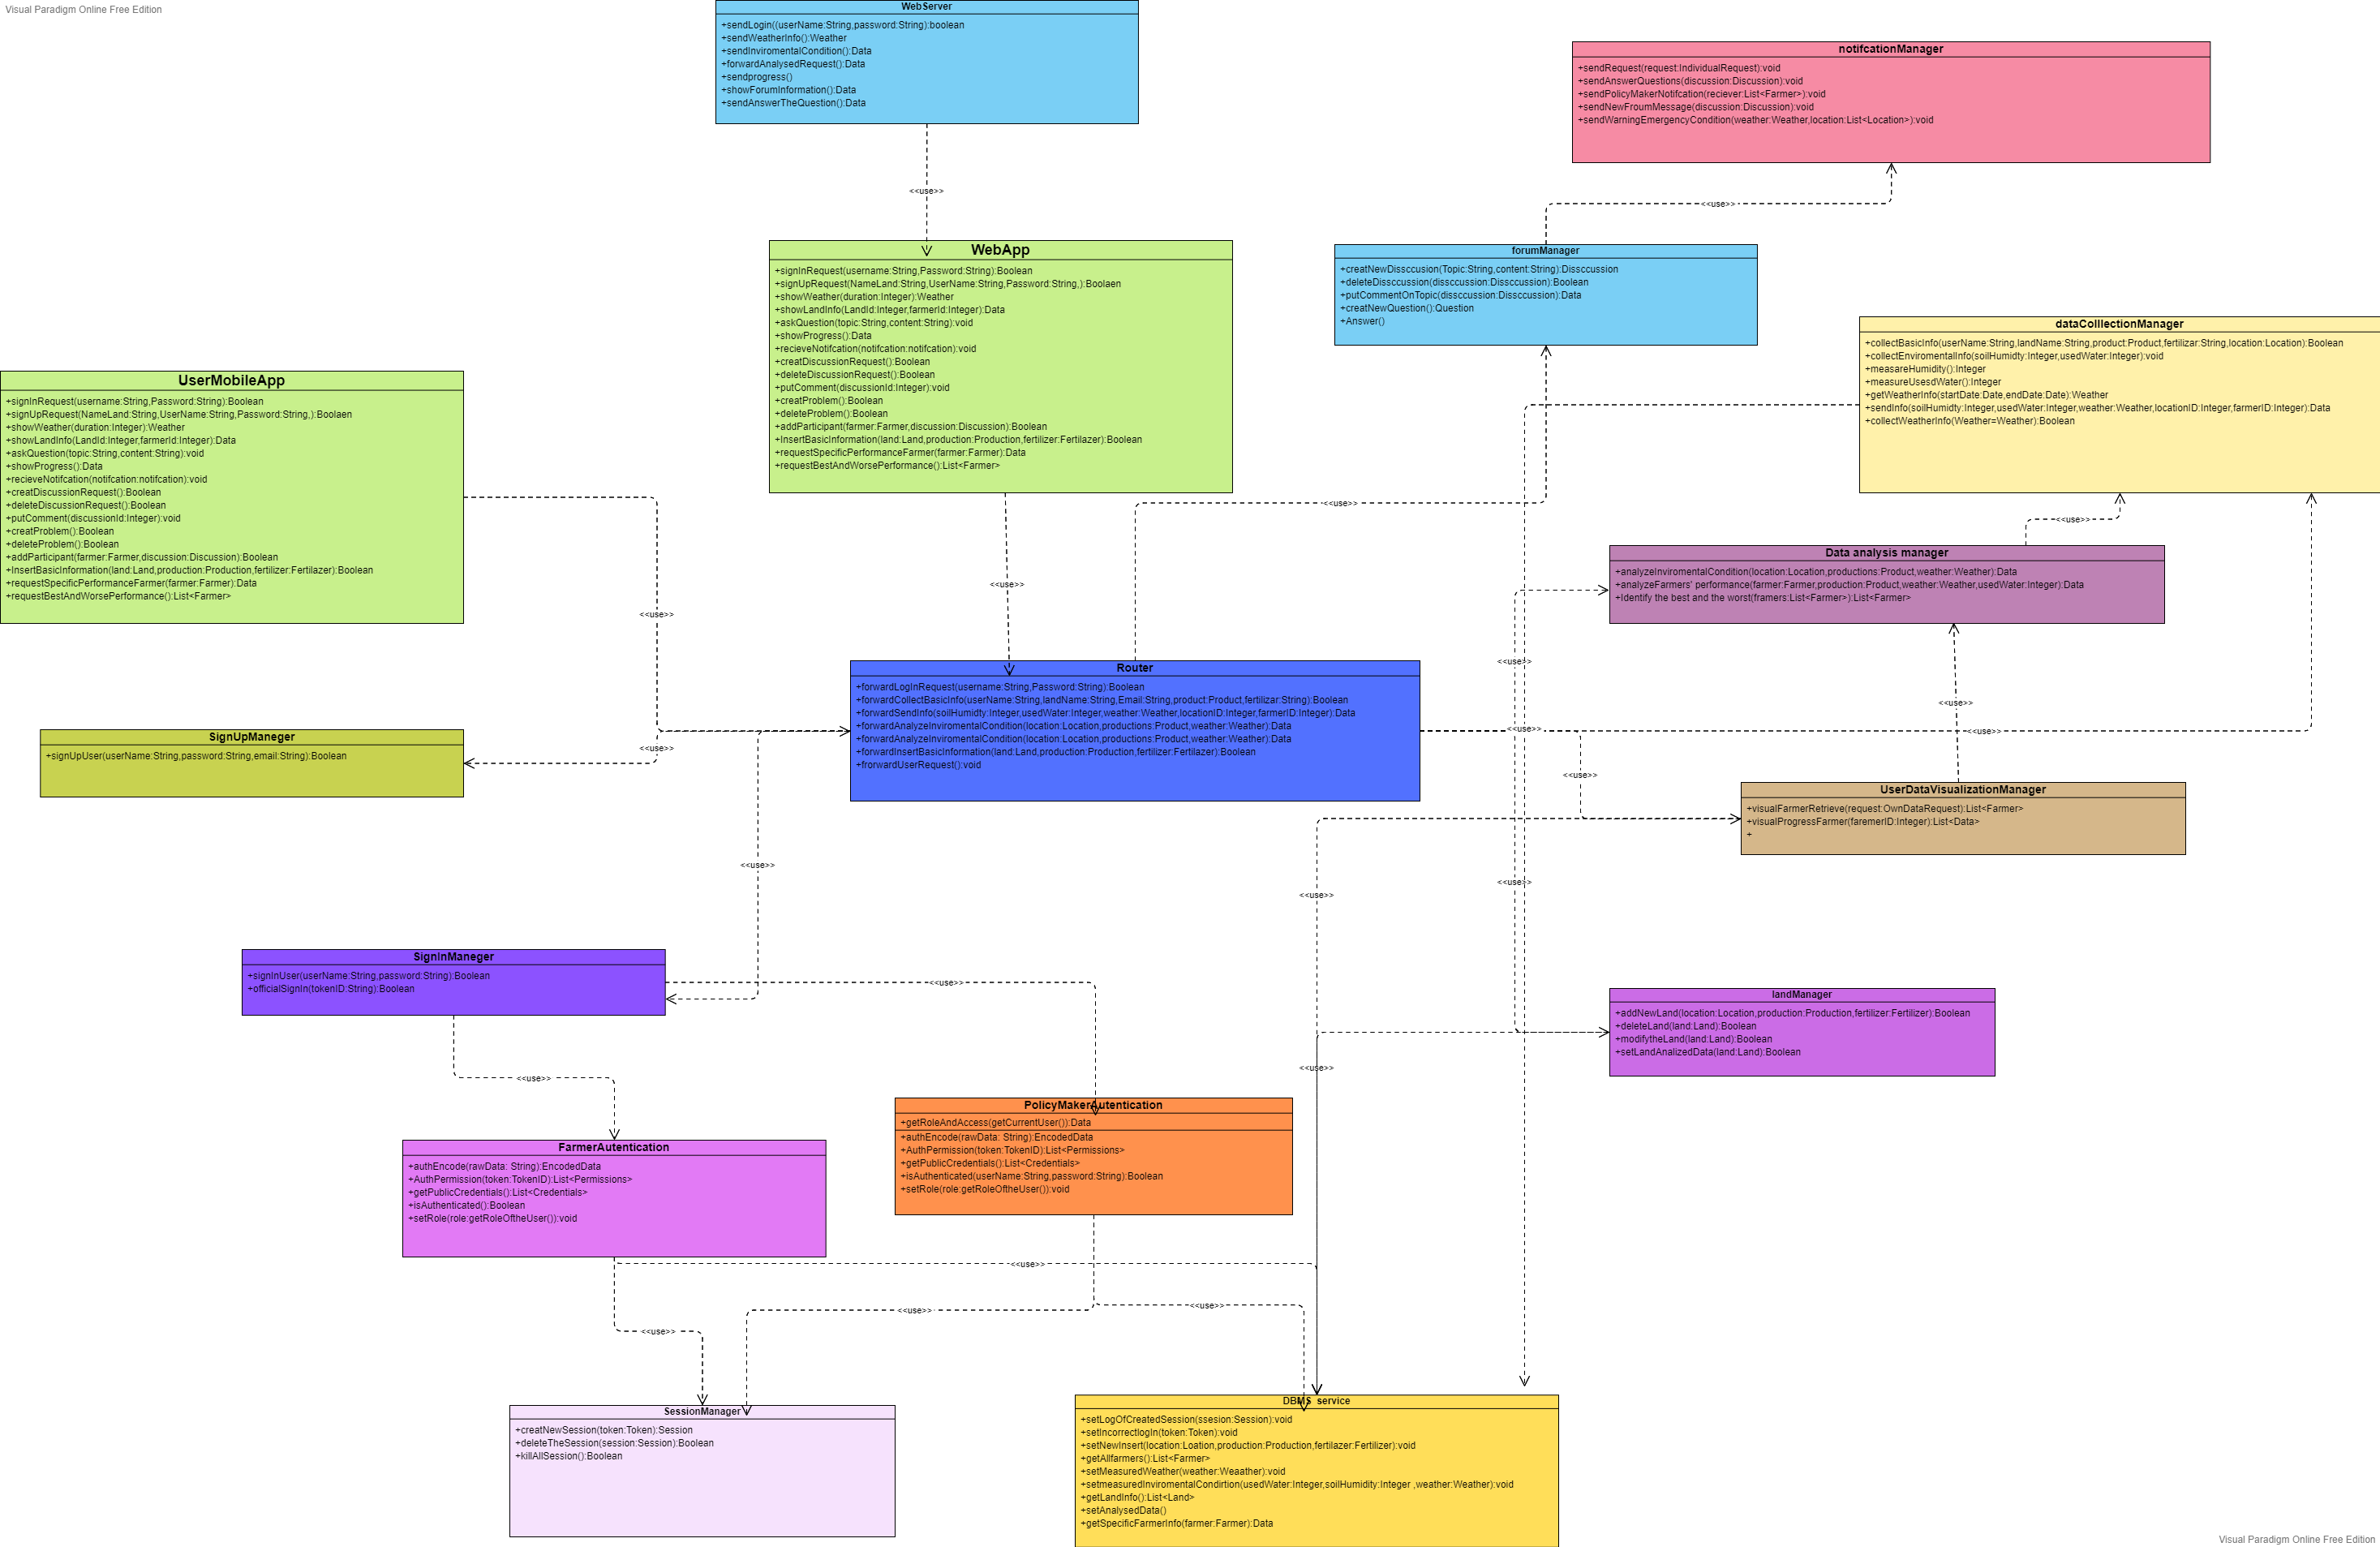 Visual Paradigm Online Free Edition
WebServer
+sendLogin((userName:String,password:String):boolean
+sendWeatherInfo():Weather
+sendInviromentalCondition():Data
+forwardAnalysedRequest():Data
+sendprogress()
+showForumInformation():Data
+sendAnswerTheQuestion():Data
notifcationManager
+sendRequest(request:IndividualRequest):void
+sendAnswerQuestions(discussion:Discussion):void
+sendPolicyMakerNotifcation(reciever:List<Farmer>):void
+sendNewFroumMessage(discussion:Discussion):void
+sendWarningEmergencyCondition(weather:Weather,location:List<Location>):void
<<use>>
<<use>>
WebApp
+signInRequest(username:String,Password:String):Boolean
+signUpRequest(NameLand:String,UserName:String,Password:String,):Boolaen
+showWeather(duration:Integer):Weather
+showLandInfo(LandId:Integer,farmerId:Integer):Data
+askQuestion(topic:String,content:String):void
+showProgress():Data
+recieveNotifcation(notifcation:notifcation):void
+creatDiscussionRequest():Boolean
+deleteDiscussionRequest():Boolean
+putComment(discussionId:Integer):void
+creatProblem():Boolean
+deleteProblem():Boolean
+addParticipant(farmer:Farmer,discussion:Discussion):Boolean
+InsertBasicInformation(land:Land,production:Production,fertilizer:Fertilazer):Boolean
+requestSpecificPerformanceFarmer(farmer:Farmer):Data
+requestBestAndWorsePerformance():List<Farmer>
forumManager
+creatNewDissccusion(Topic:String,content:String):Dissccussion
+deleteDissccussion(dissccussion:Dissccussion):Boolean
+putCommentOnTopic(dissccussion:Dissccussion):Data
+creatNewQuestion():Question
+Answer()
dataColllectionManager
+collectBasicInfo(userName:String,landName:String,product:Product,fertilizar:String,location:Location):Boolean
+collectEnviromentalInfo(soilHumidty:Integer,usedWater:Integer):void
+measareHumidity():Integer
+measureUsesdWater():Integer
+getWeatherInfo(startDate:Date,endDate:Date):Weather
+sendInfo(soilHumidty:Integer,usedWater:Integer,weather:Weather,locationID:Integer,farmerID:Integer):Data
+collectWeatherInfo(Weather=Weather):Boolean
UserMobileApp
+signInRequest(username:String,Password:String):Boolean
+signUpRequest(NameLand:String,UserName:String,Password:String,):Boolaen
+showWeather(duration:Integer):Weather
+showLandInfo(LandId:Integer,farmerId:Integer):Data
+askQuestion(topic:String,content:String):void
+showProgress():Data
+recieveNotifcation(notifcation:notifcation):void
+creatDiscussionRequest():Boolean
+deleteDiscussionRequest():Boolean
+putComment(discussionId:Integer):void
+creatProblem():Boolean
+deleteProblem():Boolean
+addParticipant(farmer:Farmer,discussion:Discussion):Boolean
+InsertBasicInformation(land:Land,production:Production,fertilizer:Fertilazer):Boolean
+requestSpecificPerformanceFarmer(farmer:Farmer):Data
+requestBestAndWorsePerformance():List<Farmer>
<<use>>
<<use>>
Data analysis manager
+analyzeInviromentalCondition(location:Location,productions:Product,weather:Weather):Data
+analyzeFarmers' performance(farmer:Farmer,production:Product,weather:Weather,usedWater:Integer):Data
+Identify the best and the worst(framers:List<Farmer>):List<Farmer>
<<use>>
<<use>>
<<use>>
Router
+forwardLogInRequest(username:String,Password:String):Boolean
+forwardCollectBasicInfo(userName:String,landName:String,Email:String,product:Product,fertilizar:String):Boolean
+forwardSendInfo(soilHumidty:Integer,usedWater:Integer,weather:Weather,locationID:Integer,farmerID:Integer):Data
+forwardAnalyzeInviromentalCondition(location:Location,productions:Product,weather:Weather):Data
+forwardAnalyzeInviromentalCondition(location:Location,productions:Product,weather:Weather):Data
+forwardInsertBasicInformation(land:Land,production:Production,fertilizer:Fertilazer):Boolean
+frorwardUserRequest():void
<<use>>
<<use>>
<<use>>
SignUpManeger
+signUpUser(userName:String,password:String,email:String):Boolean
<<use>>
<<use>>
UserDataVisualizationManager
+visualFarmerRetrieve(request:OwnDataRequest):List<Farmer>
+visualProgressFarmer(faremerID:Integer):List<Data>
+
<<use>>
<<use>>
<<use>>
SignInManeger
+signInUser(userName:String,password:String):Boolean
+officialSignIn(tokenID:String):Boolean
<<use>>
landManager
+addNewLand(location:Location,production:Production,fertilizer:Fertilizer):Boolean
+deleteLand(land:Land):Boolean
+modifytheLand(land:Land):Boolean
+setLandAnalizedData(land:Land):Boolean
<<use>>
<<use>>
PolicyMakerAutentication
+getRoleAndAccess(getCurrentUser()):Data
+authEncode(rawData: String):EncodedData
+AuthPermission(token:TokenID):List<Permissions>
+getPublicCredentials():List<Credentials>
+isAuthenticated(userName:String,password:String):Boolean
+setRole(role:getRoleOftheUser()):void
FarmerAutentication
+authEncode(rawData: String):EncodedData
+AuthPermission(token:TokenID):List<Permissions>
+getPublicCredentials():List<Credentials>
+isAuthenticated():Boolean
+setRole(role:getRoleOftheUser()):void
<<use>>
<<use>>
<<use>>
<<use>>
SessionManager
+creatNewSession(token:Token):Session
+deleteTheSession(session:Session):Boolean
+killAllSession():Boolean
DBMS service
+setLogOfCreatedSession(ssesion:Session):void
+setIncorrectlogIn(token:Token):void
+setNewInsert(location:Loation,production:Production,fertilazer:Fertilizer):void
+getAllfarmers():List<Farmer>
+setMeasuredWeather(weather:Weaather):void
+setmeasuredInviromentalCondirtion(usedWater:Integer,soilHumidity:Integer ,weather:Weather):void
+getLandInfo():List<Land>
+setAnalysedData()
+getSpecificFarmerInfo(farmer:Farmer):Data
Visual Paradigm Online Free Edition